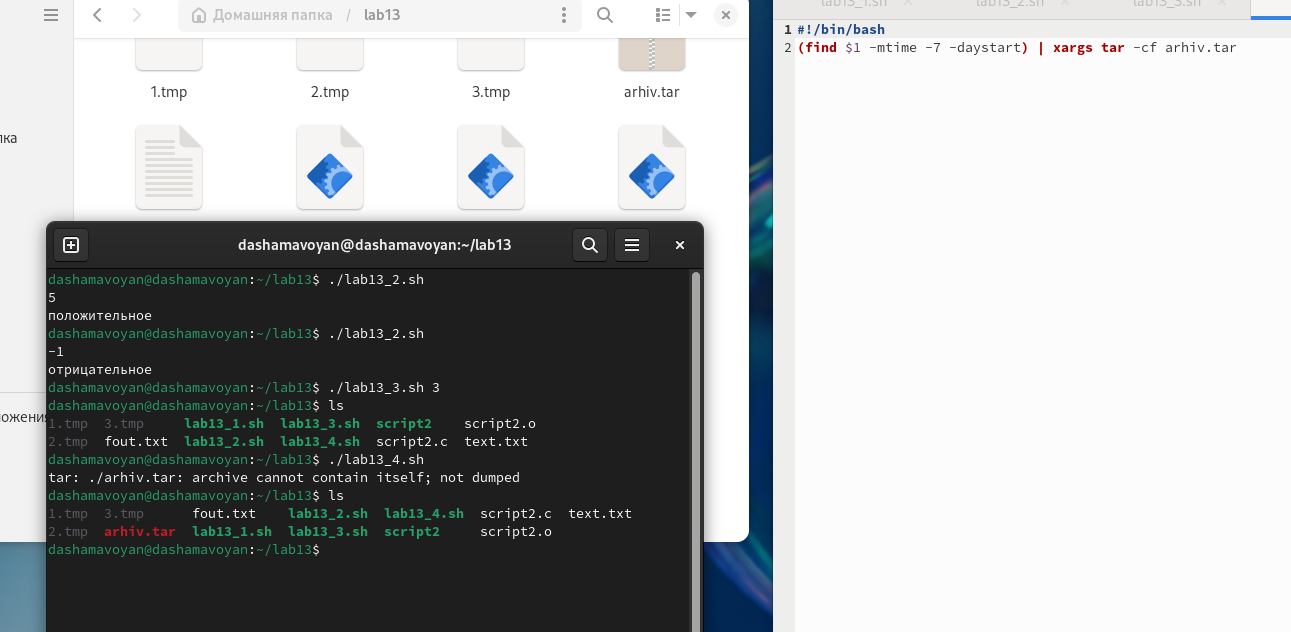 Домашняя папка / lab13
1.tmp 2.tmp 3.tmp arhiv.tar
dashamavoyan@dashamavoyan:~/lab13
dashamavoyan@dashamavoyan:~/lab13$ ./lab13_2.sh
5
положительное
dashamavoyan@dashamavoyan:~/lab13$ ./lab13_2.sh
-1
отрицательное
dashamavoyan@dashamavoyan:~/lab13$ ./lab13_3.sh 3
dashamavoyan@dashamavoyan:~/lab13$ ls
1.tmp 3.tmp lab13_1.sh lab13_3.sh script2 script2.o
2.tmp fout.txt lab13_2.sh lab13_4.sh script2.c text.txt
dashamavoyan@dashamavoyan:~/lab13$ ./lab13_4.sh
tar: ./arhiv.tar: archive cannot contain itself; not dumped
dashamavoyan@dashamavoyan:~/lab13$ ls
1.tmp 3.tmp fout.txt lab13_2.sh lab13_4.sh script2.c text.txt
2.tmp arhiv.tar lab13_1.sh lab13_3.sh script2 script2.o
dashamavoyan@dashamavoyan:~/lab13$
lab13_1.sh lab13_2.sh lab13_3.sh
1 #!/bin/bash
2 (find $1 -mtime -7 -daystart) | xargs tar -cf arhiv.tar